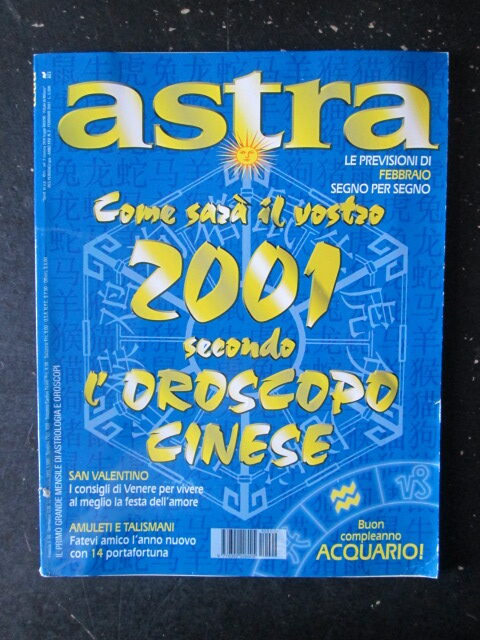 astra
LE PREVISIONI DI
FEBBRAIO
SEGNO PER SEGNO
Come sarà il vostro
2001
secondo
l'OROSCOPO
CINESE
SAN VALENTINO
I consigli di Venere per vivere
al meglio la festa dell'amore
AMULETI E TALISMANI
Fatevi amico l'anno nuovo
con 14 portafortuna
Buon
compleanno
ACQUARIO!
IL PRIMO GRANDE MENSILE DI ASTROLOGIA E OROSCOPI